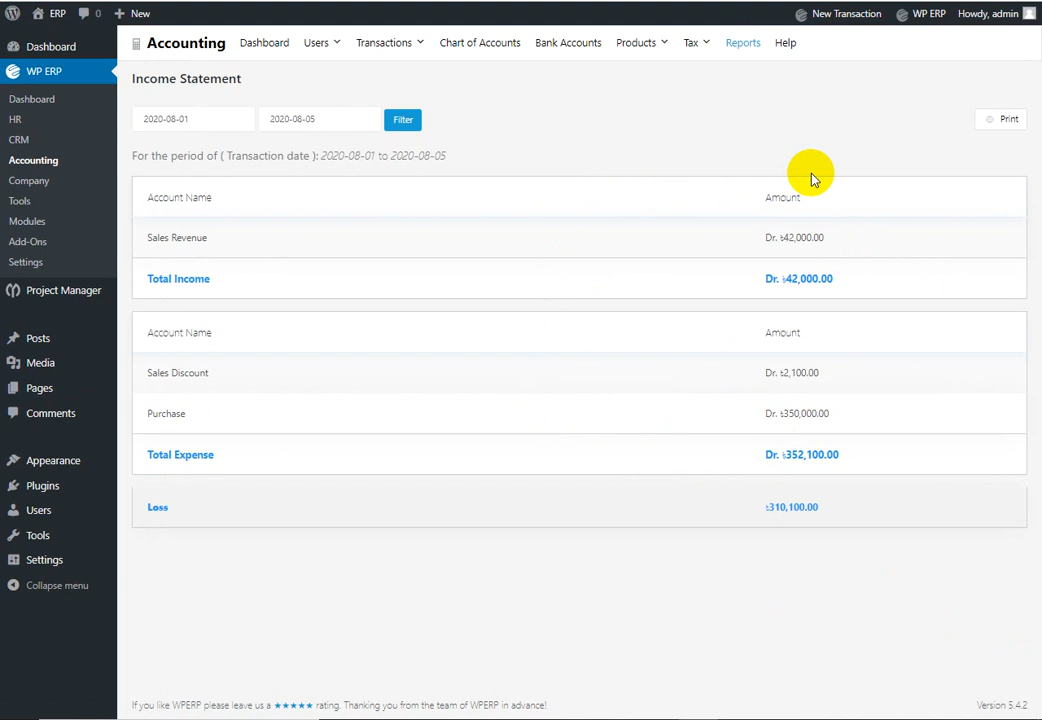 ERP 0 New New Transaction WP ERP Howdy, admin
Dashboard
WP ERP
Dashboard
HR
CRM
Accounting
Company
Tools
Modules
Add-Ons
Settings
Project Manager
Posts
Media
Pages
Comments
Appearance
Plugins
Users
Tools
Settings
Collapse menu
Accounting Dashboard Users Transactions Chart of Accounts Bank Accounts Products Tax Reports Help
Income Statement
2020-08-01 2020-08-05 Filter Print
For the period of ( Transaction date ): 2020-08-01 to 2020-08-05
Account Name Amount
Sales Revenue Dr. ৳42,000.00
Total Income Dr. ৳42,000.00
Account Name Amount
Sales Discount Dr. ৳2,100.00
Purchase Dr. ৳350,000.00
Total Expense Dr. ৳352,100.00
Loss ৳310,100.00
If you like WPERP please leave us a ★★★★★ rating. Thanking you from the team of WPERP in advance! Version 5.4.2